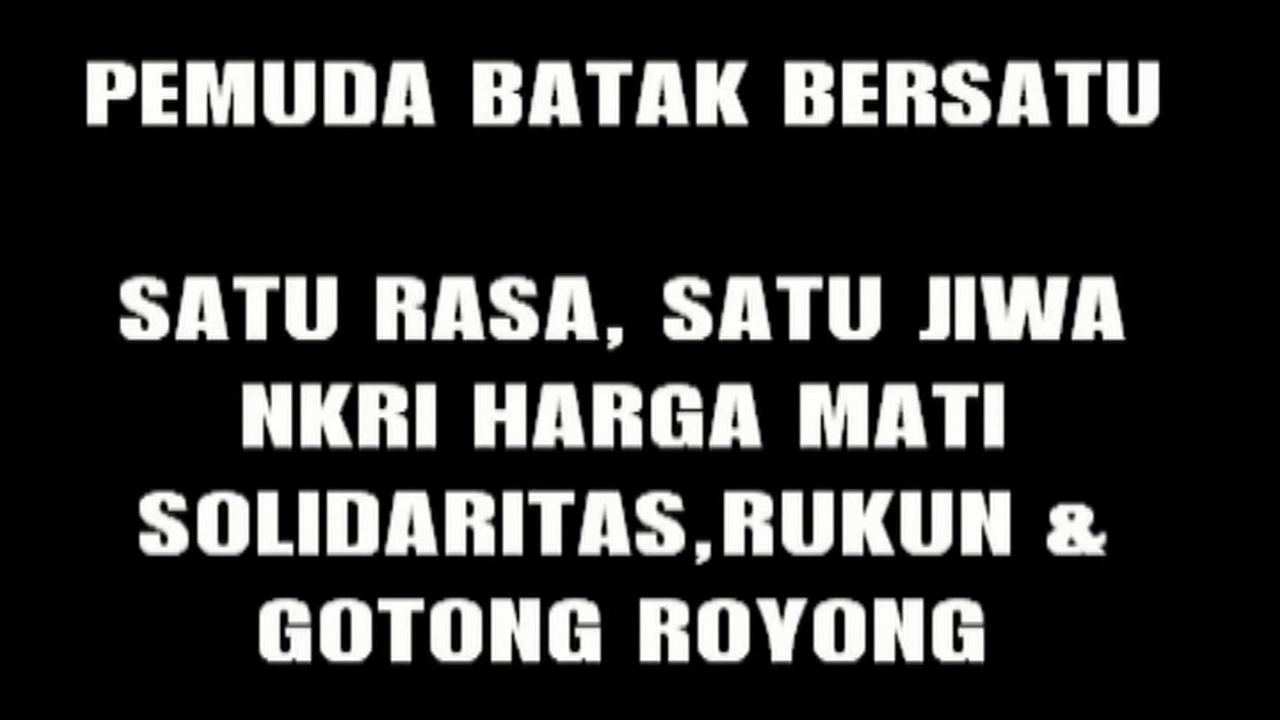 PEMUDA BATAK BERSATU
SATU RASA, SATU JIWA
NKRI HARGA MATI
SOLIDARITAS,RUKUN &
GOTONG ROYONG